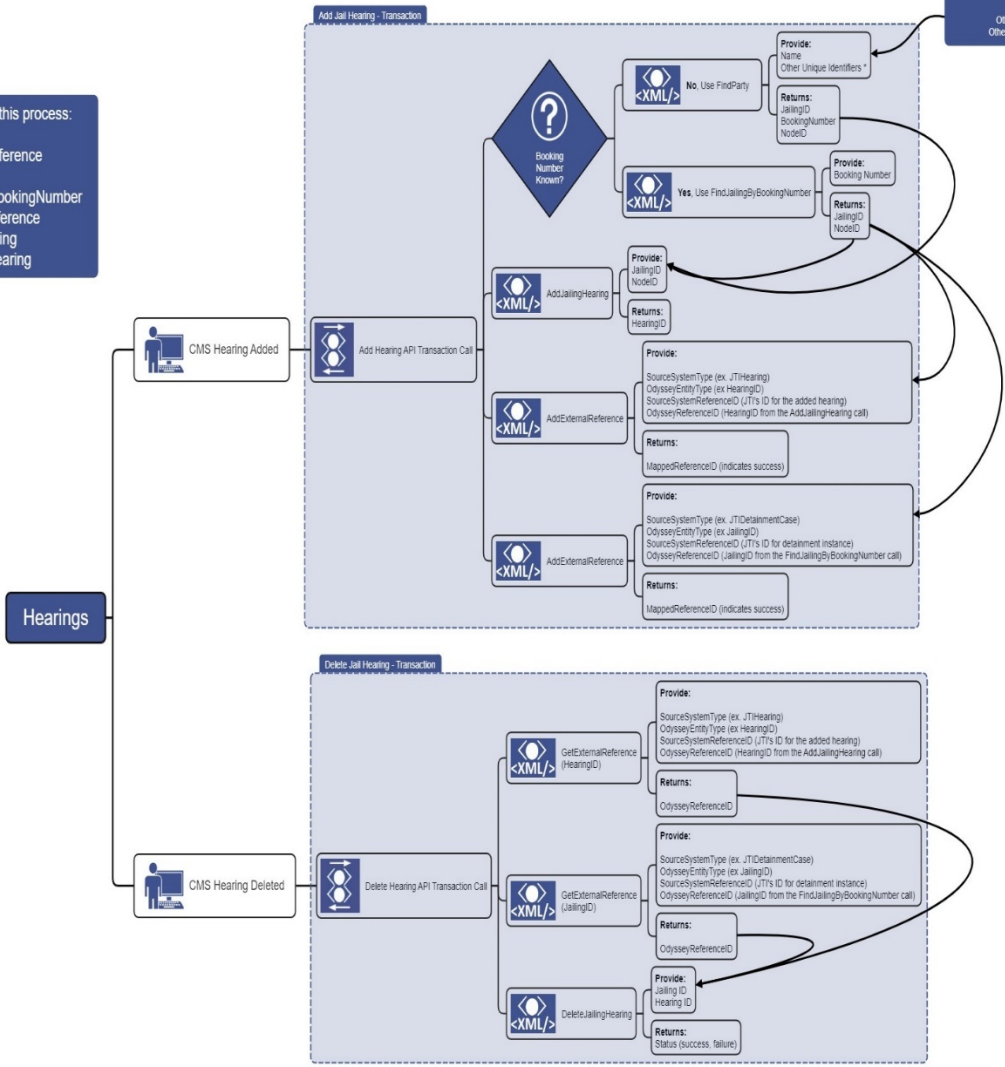 Add Jail Hearing - Transaction
this process:
ference
ookingNumber
ference
ing
earing
Booking
Number
Known?
<XML/>
No, Use FindParty
Provide:
Name
Other Unique Identifiers *
Returns:
JailingID
BookingNumber
NodeID
<XML/>
Yes, Use FindJailingByBookingNumber
Provide:
Booking Number
Returns:
JailingID
NodeID
CMS Hearing Added
Add Hearing API Transaction Call
<XML/>
AddJailingHearing
Provide:
JailingID
NodeID
Returns:
HearingID
<XML/>
AddExternalReference
Provide:
SourceSystemType (ex. JTIHearing)
OdysseyEntityType (ex HearingID)
SourceSystemReferenceID (JTI's ID for the added hearing)
OdysseyReferenceID (HearingID from the AddJailingHearing call)
Returns:
MappedReferenceID (indicates success)
<XML/>
AddExternalReference
Provide:
SourceSystemType (ex. JTIDetainmentCase)
OdysseyEntityType (ex JailingID)
SourceSystemReferenceID (JTI's ID for detainment instance)
OdysseyReferenceID (JailingID from the FindJailingByBookingNumber call)
Returns:
MappedReferenceID (indicates success)
Hearings
Delete Jail Hearing - Transaction
CMS Hearing Deleted
Delete Hearing API Transaction Call
<XML/>
GetExternalReference
(HearingID)
Provide:
SourceSystemType (ex. JTIHearing)
OdysseyEntityType (ex HearingID)
SourceSystemReferenceID (JTI's ID for the added hearing)
OdysseyReferenceID (HearingID from the AddJailingHearing call)
Returns:
OdysseyReferenceID
<XML/>
GetExternalReference
(JailingID)
Provide:
SourceSystemType (ex. JTIDetainmentCase)
OdysseyEntityType (ex JailingID)
SourceSystemReferenceID (JTI's ID for detainment instance)
OdysseyReferenceID (JailingID from the FindJailingByBookingNumber call)
Returns:
OdysseyReferenceID
<XML/>
DeleteJailingHearing
Provide:
Jailing ID
Hearing ID
Returns:
Status (success, failure)